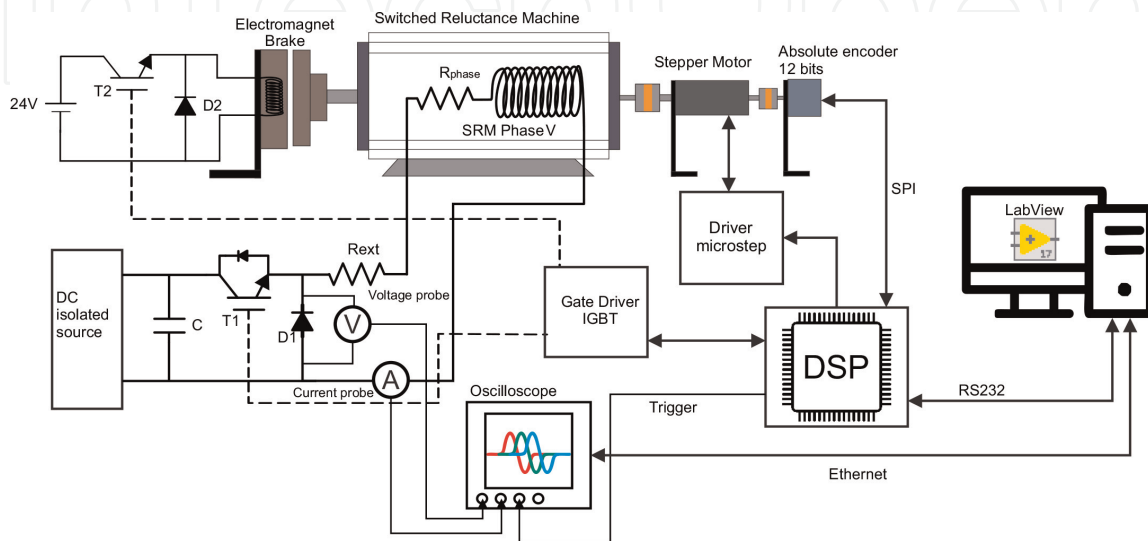 Electromagnet
Brake
Switched Reluctance Machine
Rphase
SRM Phase V
Stepper Motor
Absolute encoder
12 bits
24V
T2
D2
SPI
LabView
17
Driver
microstep
DC
isolated
source
C
T1
D1
Rext
Voltage probe
V
Current probe
A
Gate Driver
IGBT
DSP
RS232
Trigger
Oscilloscope
Ethernet